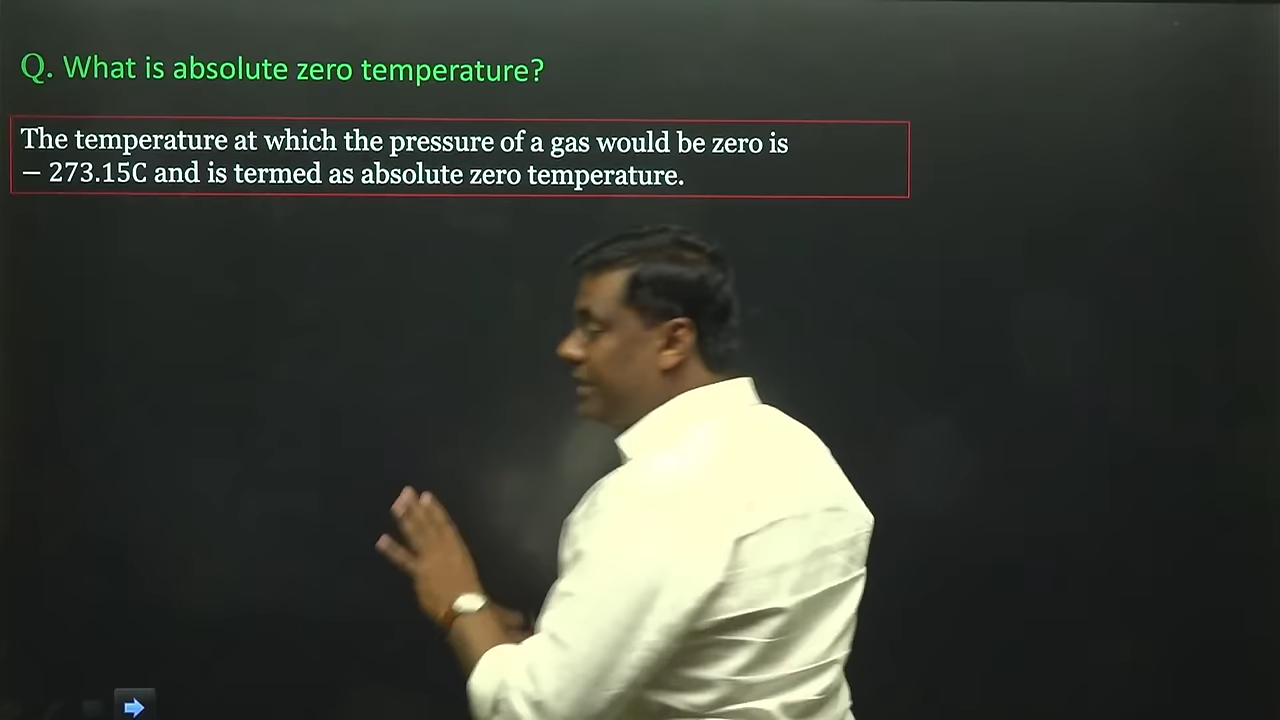 Q. What is absolute zero temperature?
The temperature at which the pressure of a gas would be zero is
– 273.15C and is termed as absolute zero temperature.